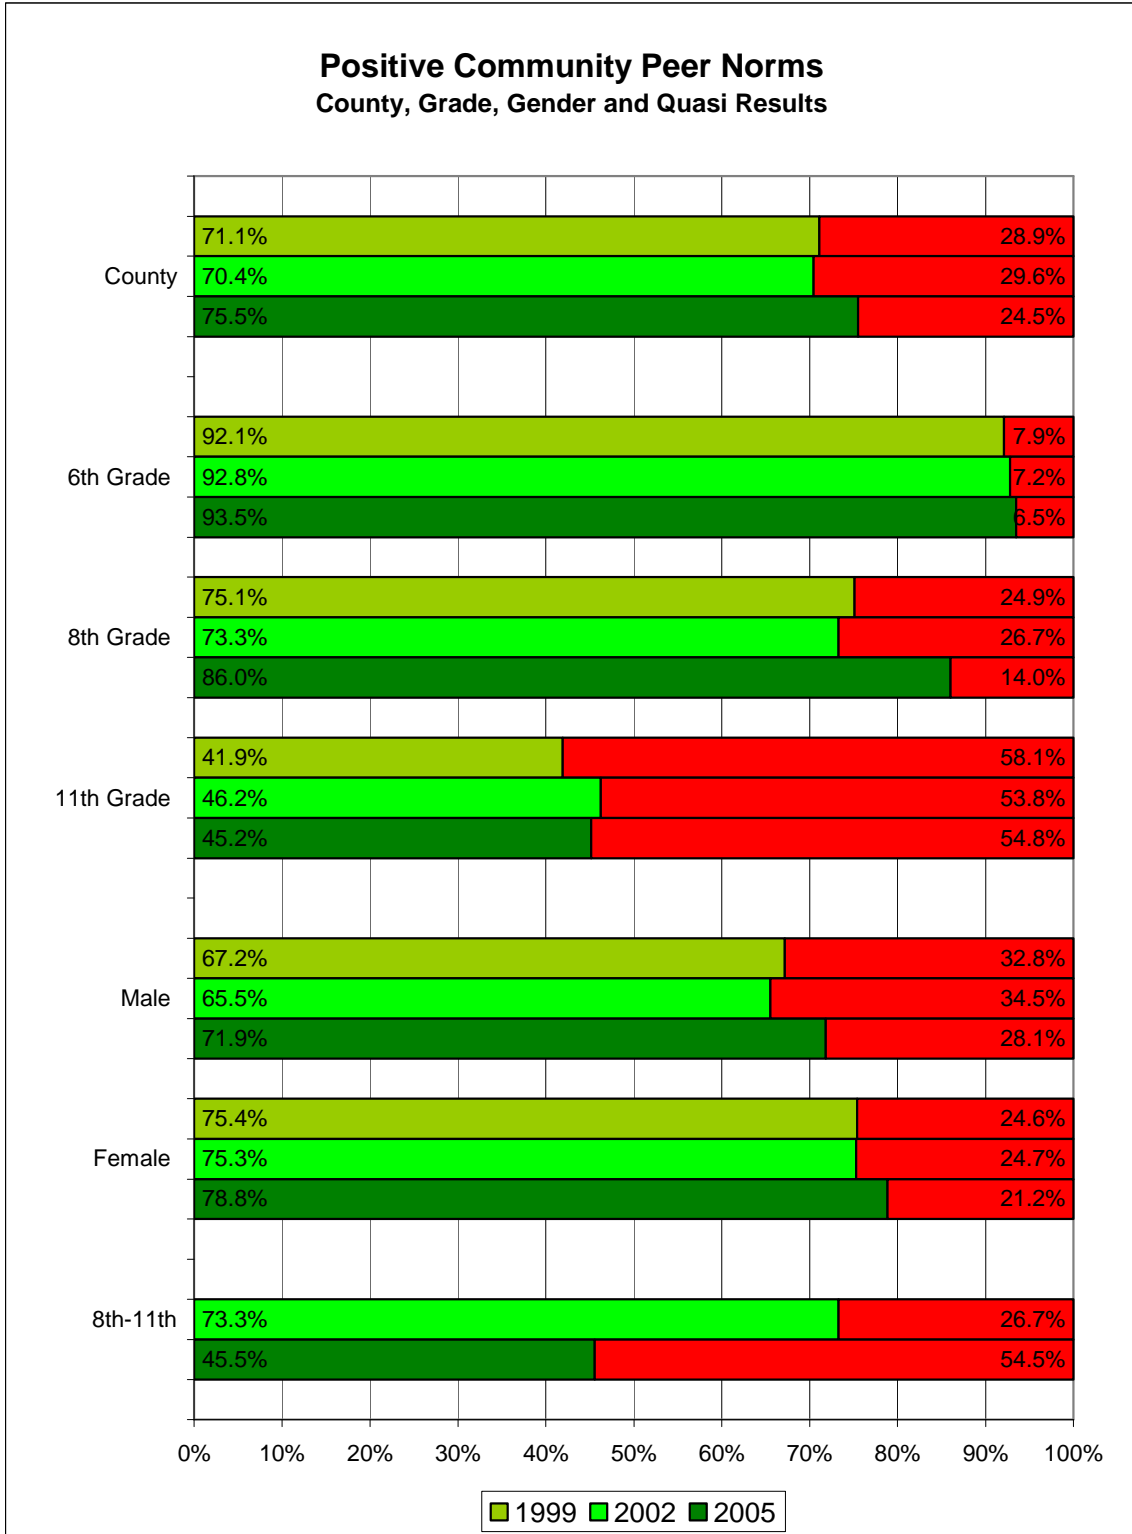 Positive Community Peer Norms
County, Grade, Gender and Quasi Results
71.1% 28.9%
County 70.4% 29.6%
75.5% 24.5%
92.1% 7.9%
6th Grade 92.8% 7.2%
93.5% 6.5%
75.1% 24.9%
8th Grade 73.3% 26.7%
86.0% 14.0%
41.9% 58.1%
11th Grade 46.2% 53.8%
45.2% 54.8%
67.2% 32.8%
Male 65.5% 34.5%
71.9% 28.1%
75.4% 24.6%
Female 75.3% 24.7%
78.8% 21.2%
8th-11th 73.3% 26.7%
45.5% 54.5%
0% 10% 20% 30% 40% 50% 60% 70% 80% 90% 100%
1999 2002 2005